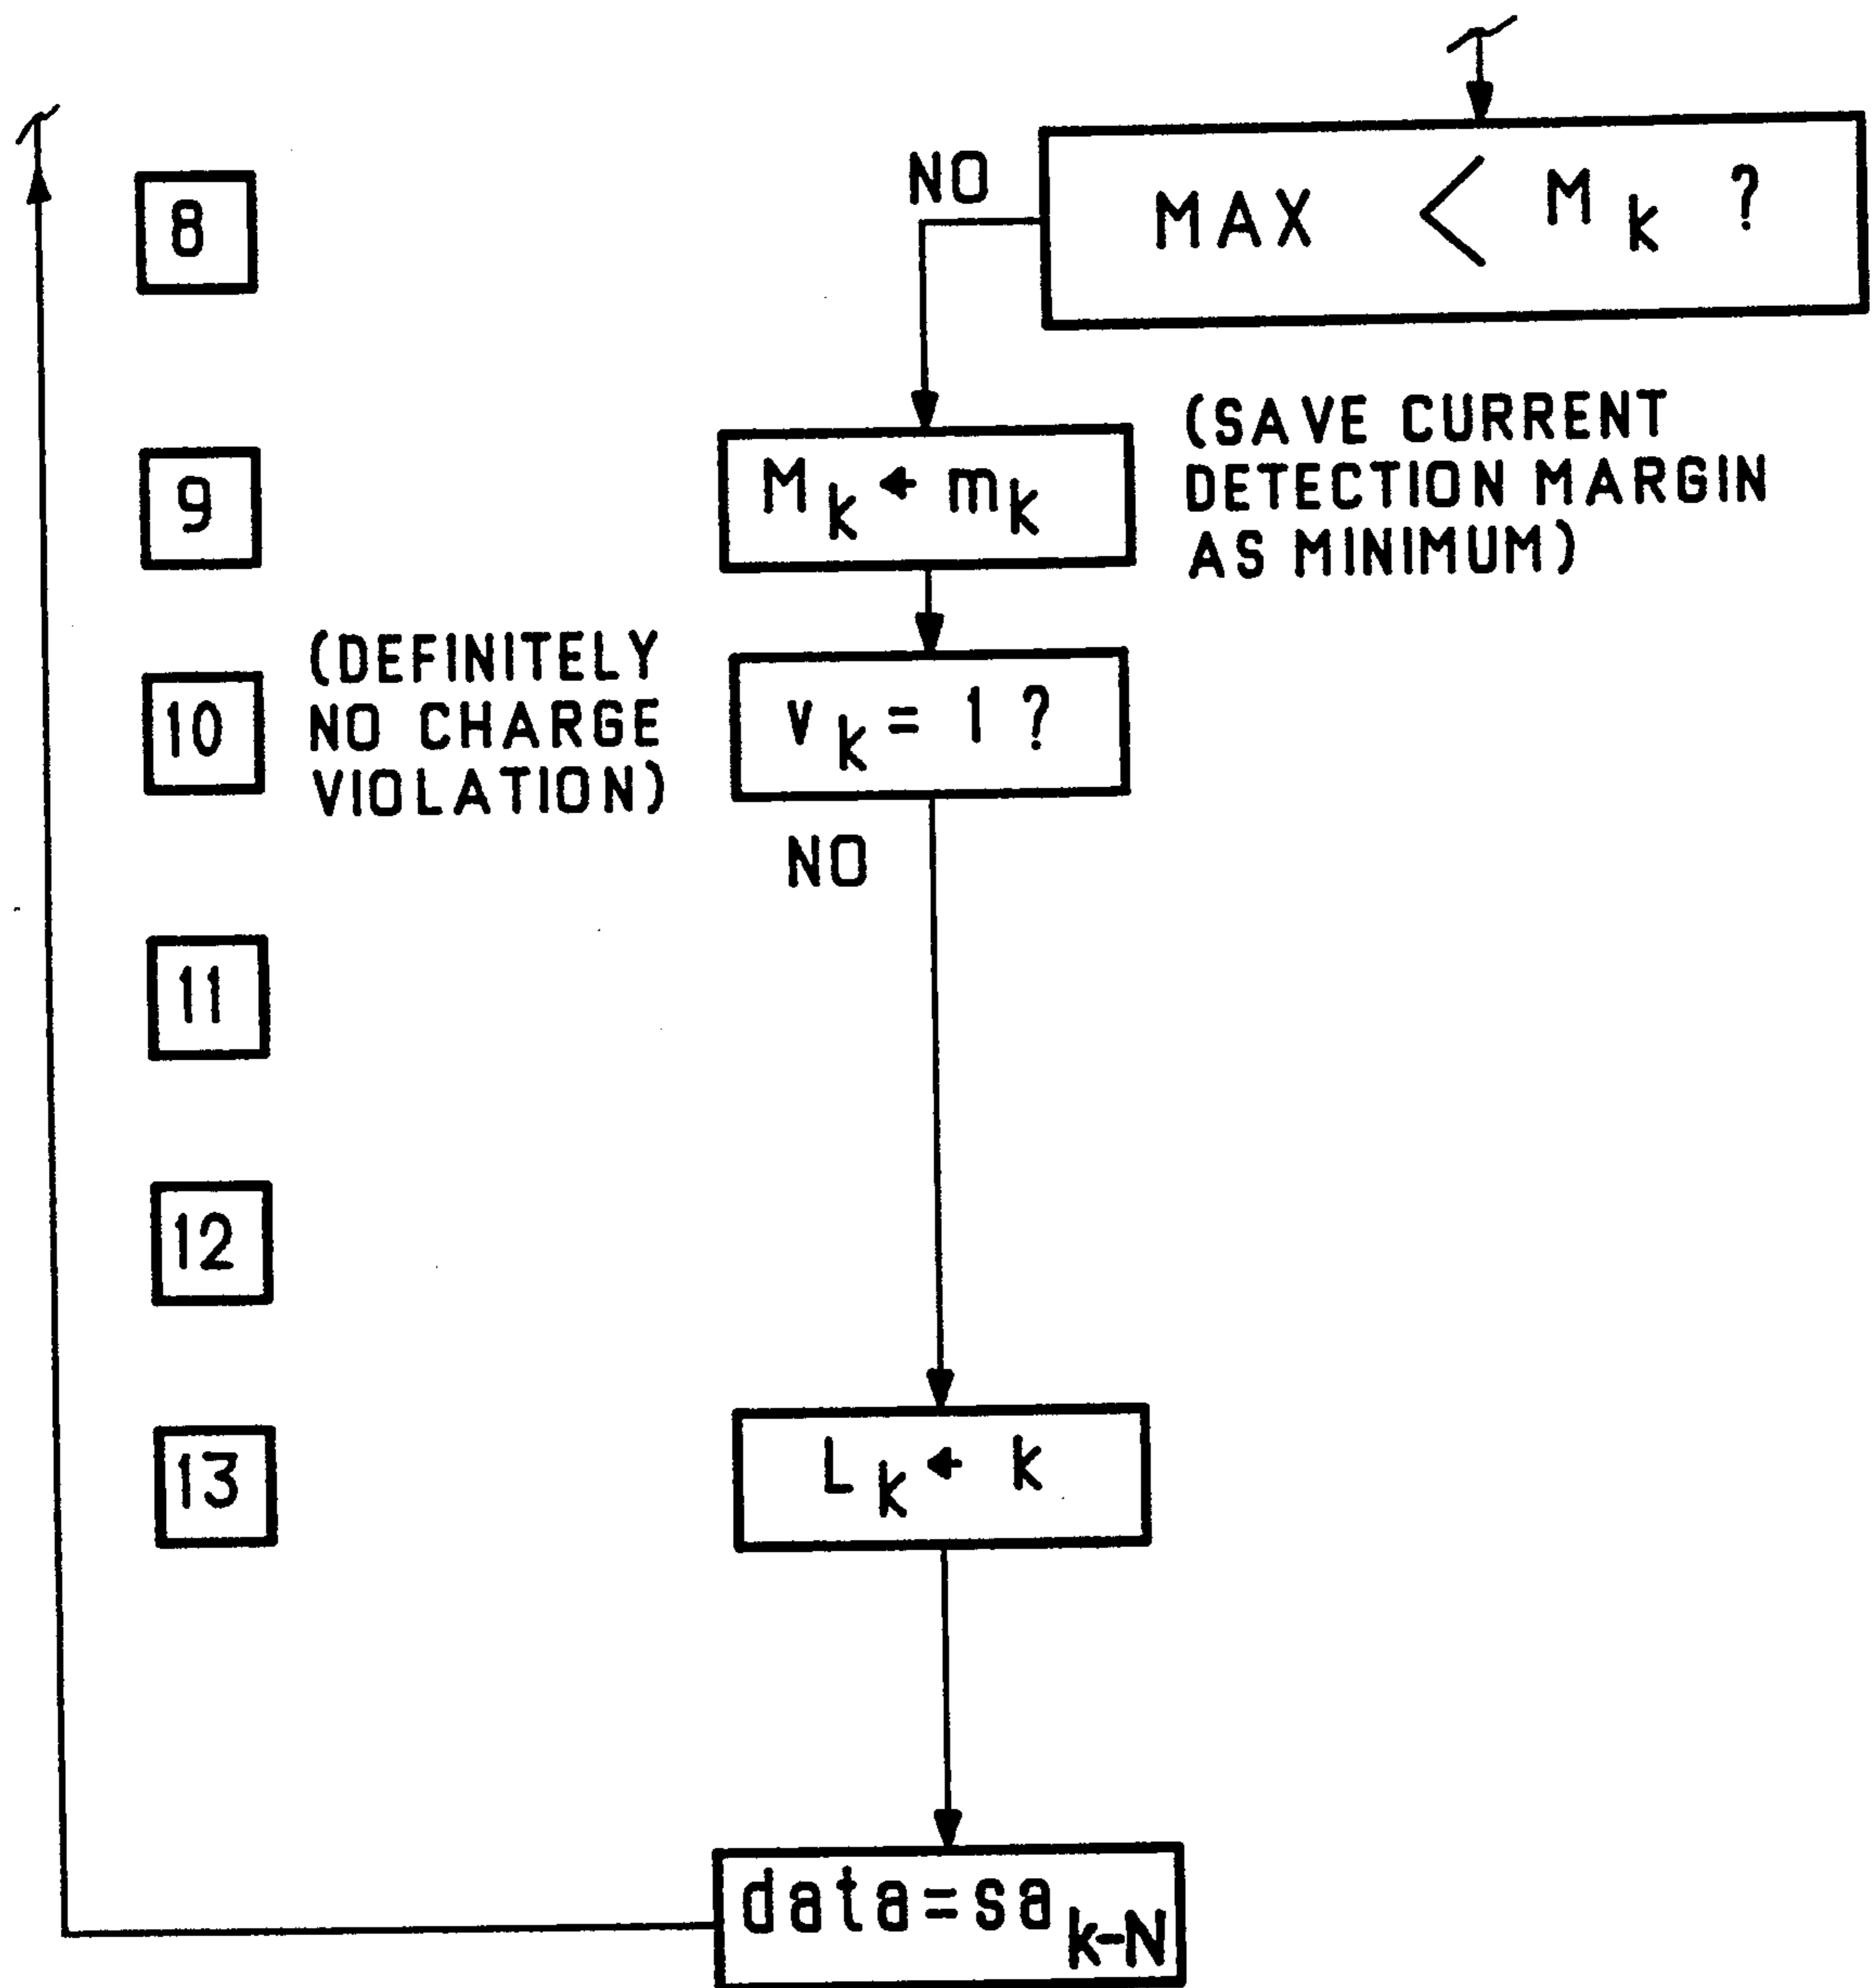 NO
8
MAX < M k ?
9
M k ← m k
(SAVE CURRENT
DETECTION MARGIN
AS MINIMUM)
(DEFINITELY
NO CHARGE
VIOLATION)
10
v k = 1 ?
NO
11
12
13
L k ← k
data=sa k-N